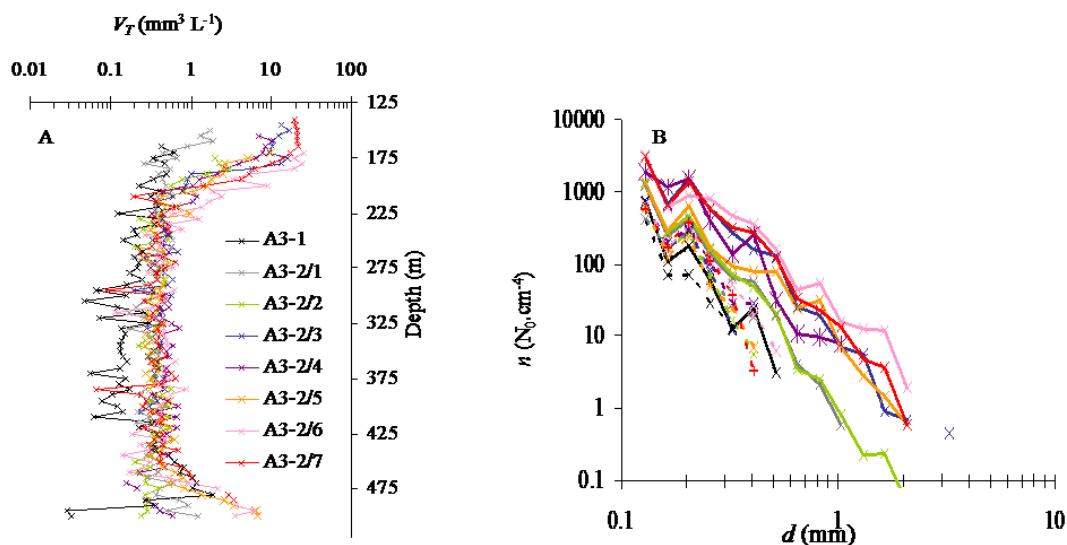 V_T (mm³ L⁻¹)
0.01 0.1 1 10 100
A
125
175
225
275
325
375
425
475
Depth (m)
A3-1
A3-2/1
A3-2/2
A3-2/3
A3-2/4
A3-2/5
A3-2/6
A3-2/7
B
10000
1000
100
10
1
0.1
n (N₀.cm⁻⁴)
0.1 1 10
d (mm)